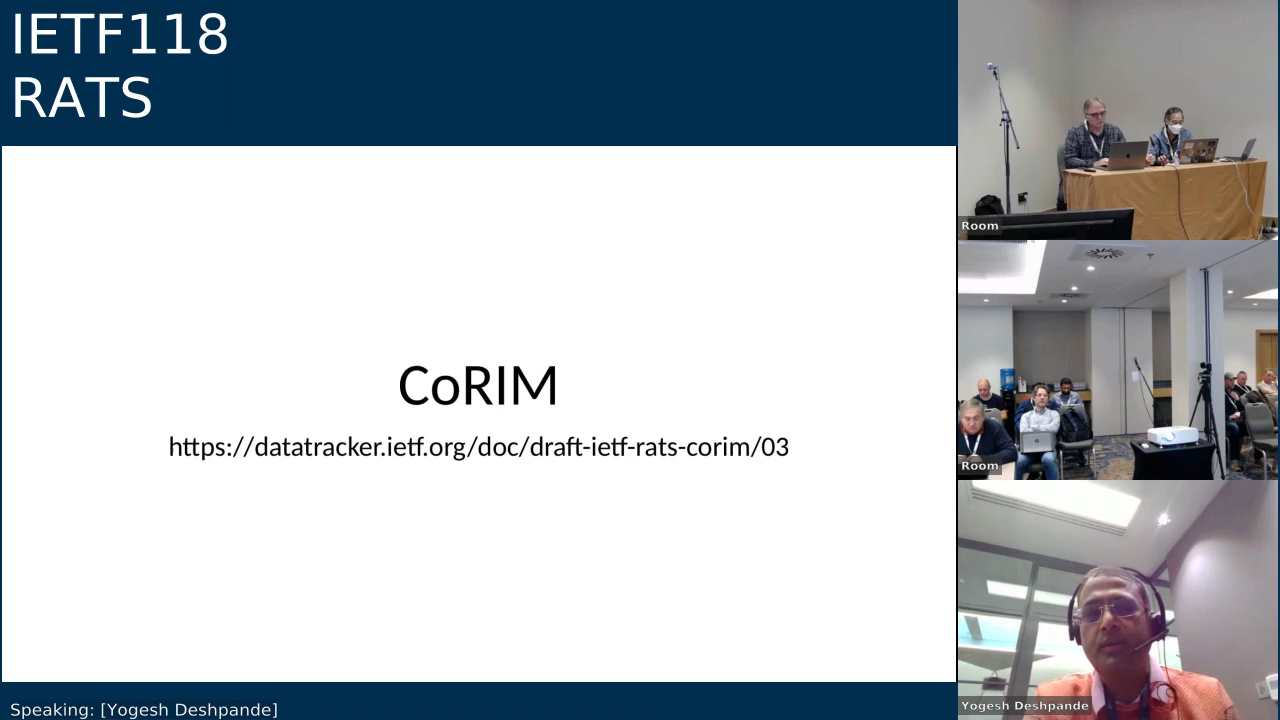 IETF118
RATS
CoRIM
https://datatracker.ietf.org/doc/draft-ietf-rats-corim/03
Speaking: [Yogesh Deshpande]
Room
Room
Yogesh Deshpande